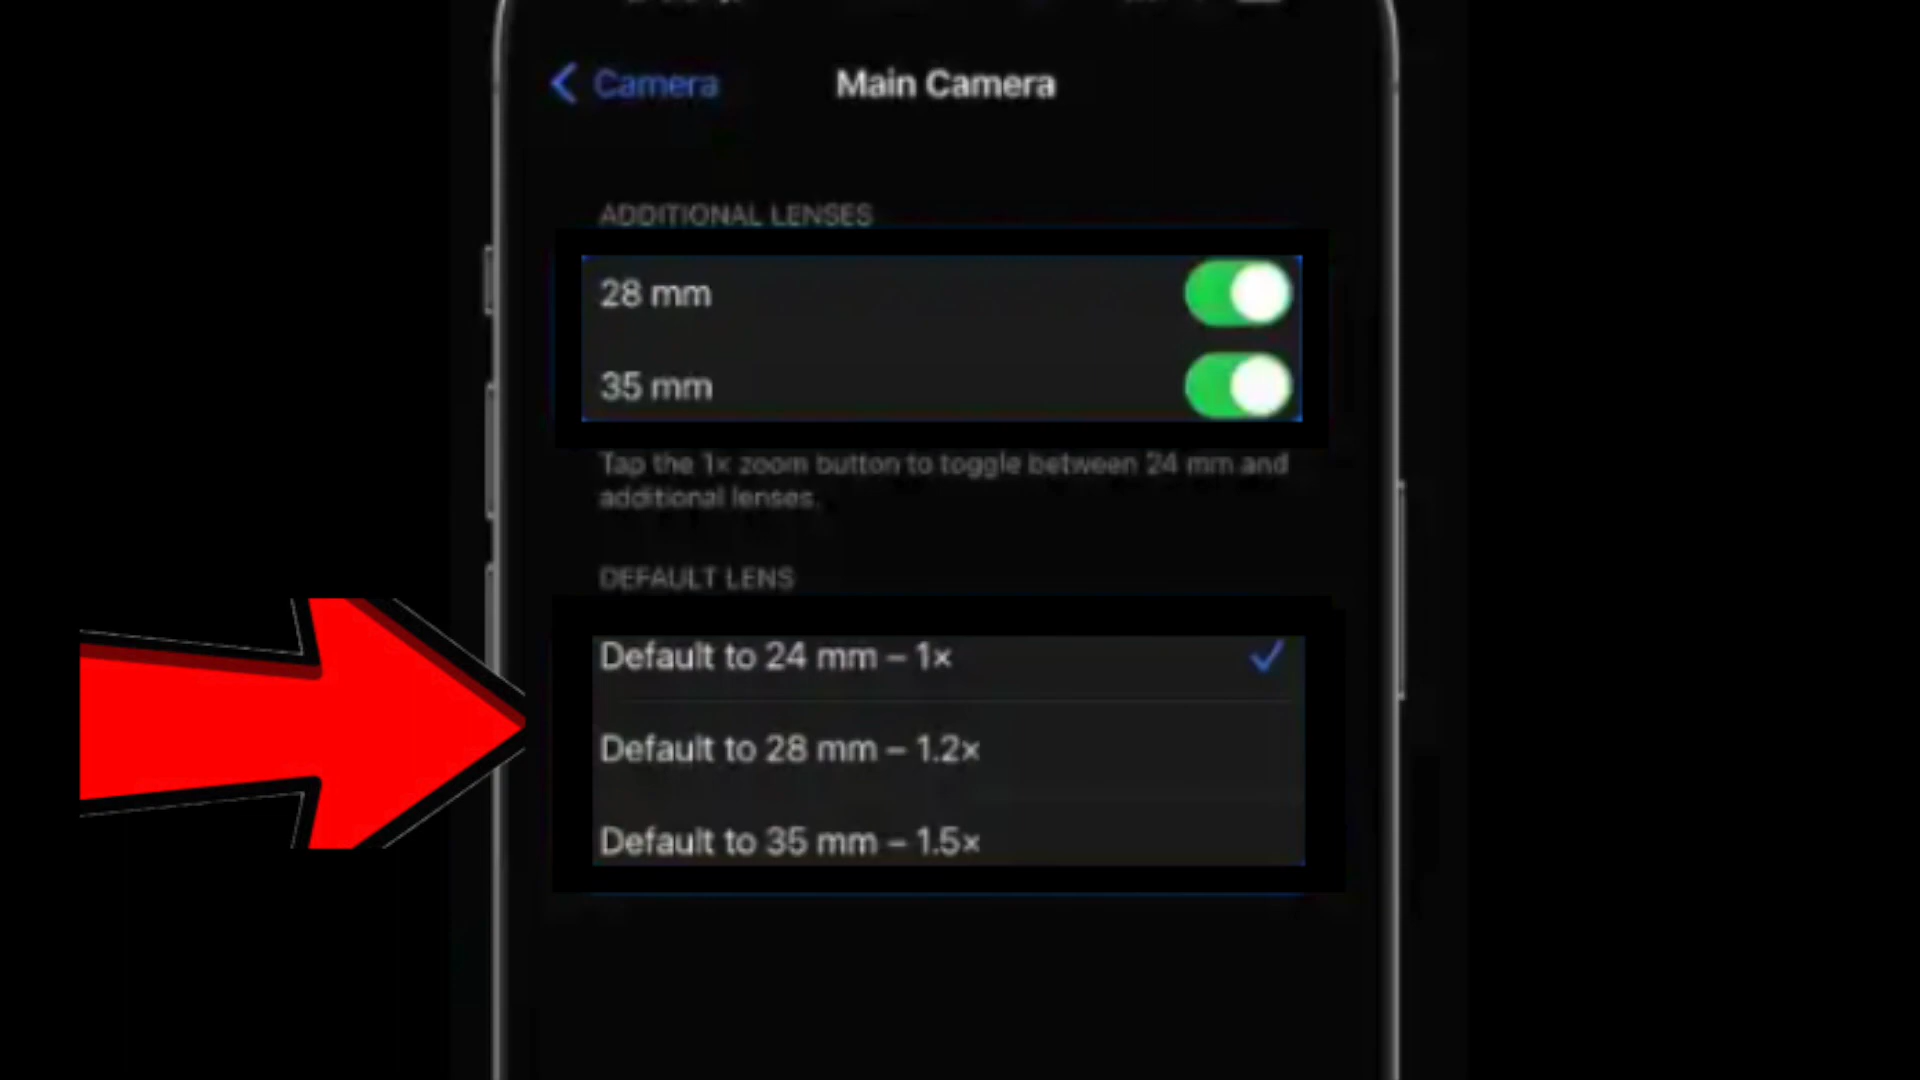 Camera
Main Camera
ADDITIONAL LENSES
28 mm
35 mm
Tap the 1× zoom button to toggle between 24 mm and
additional lenses.
DEFAULT LENS
Default to 24 mm – 1×
Default to 28 mm – 1.2×
Default to 35 mm – 1.5×